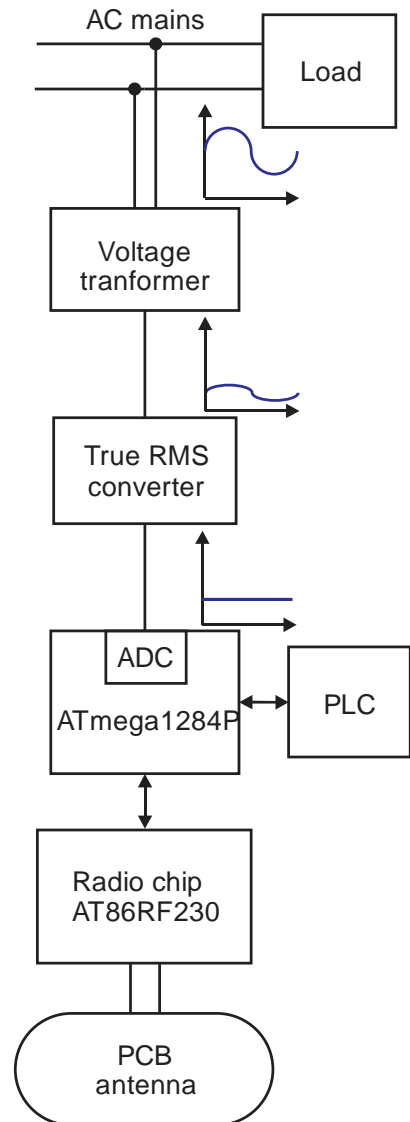 AC mains
Load
Voltage
tranformer
True RMS
converter
ADC
ATmega1284P
PLC
Radio chip
AT86RF230
PCB
antenna